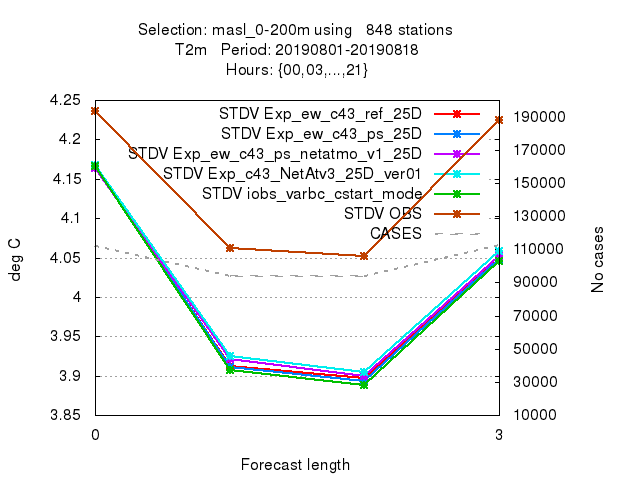 Selection: masl_0-200m using   848 stations
T2m   Period: 20190801-20190818
Hours: {00,03,...,21}
4.25
4.2
4.15
4.1
4.05
4
3.95
3.9
3.85
deg C
190000
170000
150000
130000
110000
90000
70000
50000
30000
10000
No cases
STDV Exp_ew_c43_ref_25D
STDV Exp_ew_c43_ps_25D
STDV Exp_ew_c43_ps_netatmo_v1_25D
STDV Exp_c43_NetAtv3_25D_ver01
STDV iobs_varbc_cstart_mode
STDV OBS
CASES
0
3
Forecast length